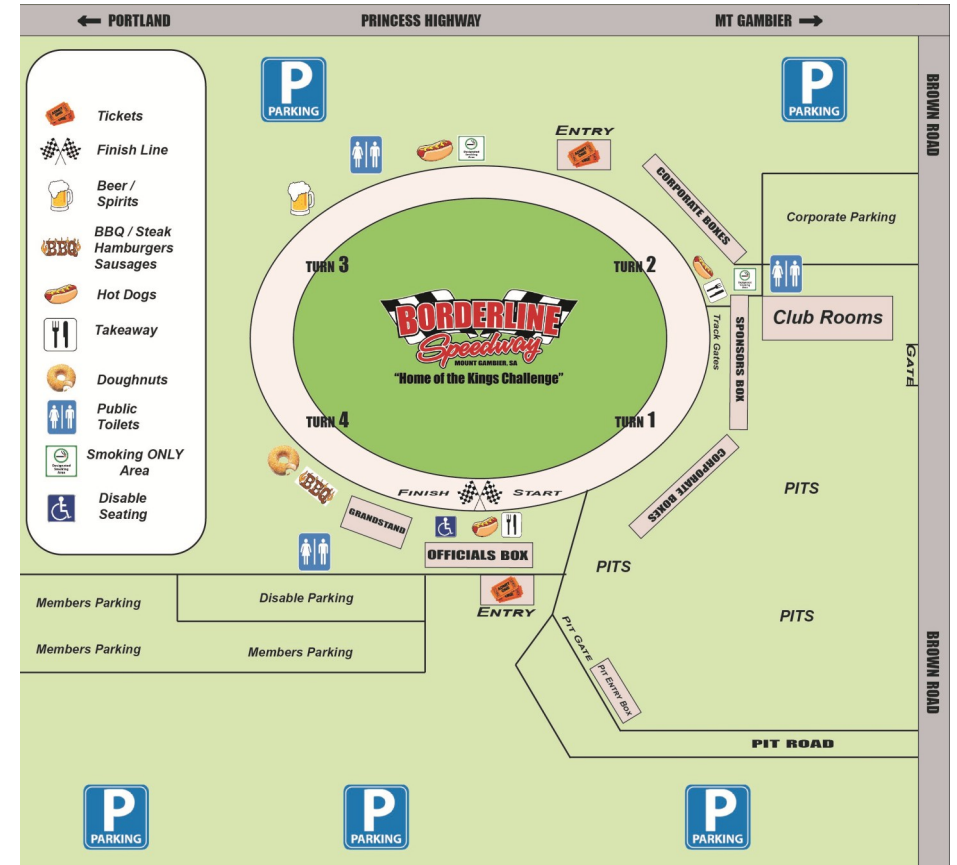 PORTLAND
PRINCESS HIGHWAY
MT GAMBIER
BROWN ROAD
P
PARKING
P
PARKING
Tickets
Finish Line
Beer /
Spirits
BBQ / Steak
Hamburgers
Sausages
BBQ
Hot Dogs
Takeaway
Doughnuts
Public
Toilets
Smoking ONLY
Area
Disable
Seating
ENTRY
CORPORATE BOXES
Corporate Parking
TURN 3
TURN 2
BORDERLINE
Speedway
MOUNT GAMBIER, SA
"Home of the Kings Challenge"
Track Gates
SPONSORS BOX
Club Rooms
GATE
TURN 4
TURN 1
BBQ
FINISH
START
CORPORATE BOXES
PITS
GRANDSTAND
OFFICIALS BOX
PITS
ENTRY
PITS
Members Parking
Disable Parking
Members Parking
Members Parking
PIT GATE
PIT ENTRY BOX
PIT ROAD
BROWN ROAD
P
PARKING
P
PARKING
P
PARKING